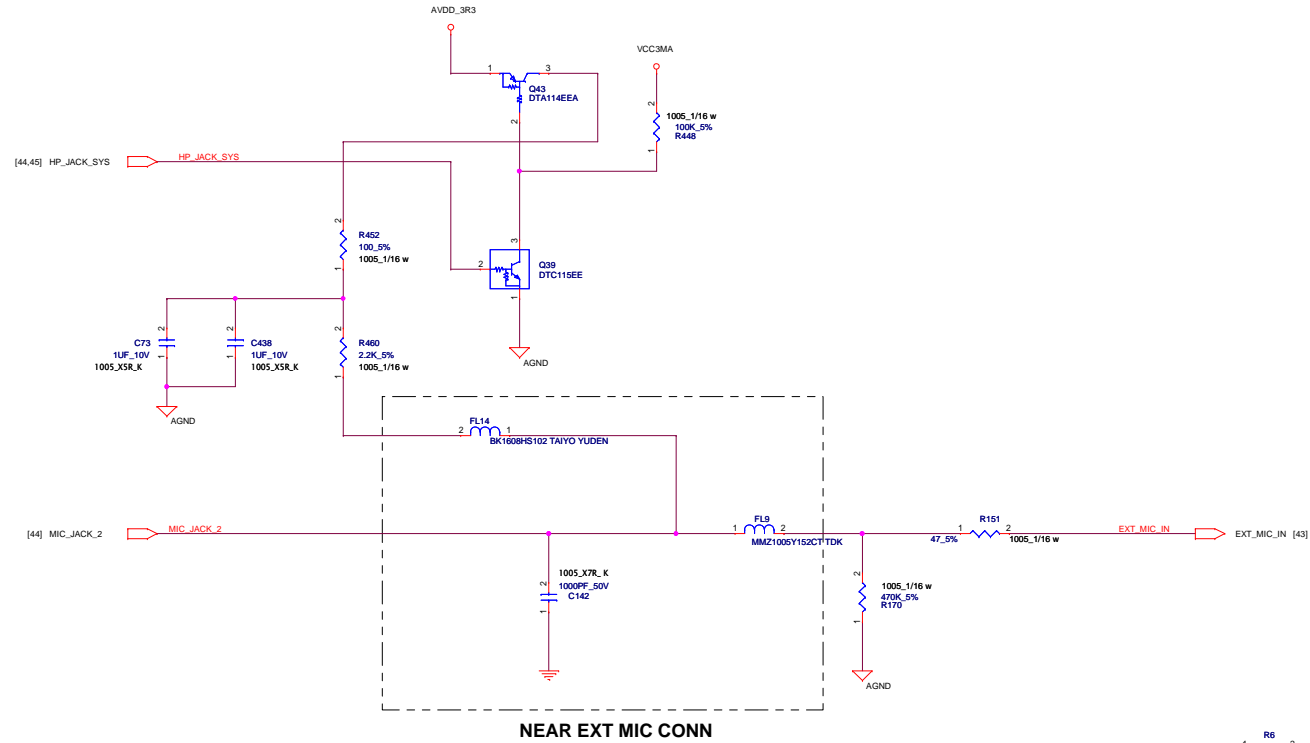 AVDD_3R3
VCC3MA
1
3
Q43
DTA114EEA
2
2
1005_1/16 w
100K_5%
R448
1
[44,45] HP_JACK_SYS
HP_JACK_SYS
2
R452
100_5%
1005_1/16 w
1
3
2
Q39
DTC115EE
1
AGND
2
C73
1UF_10V
1
1005_X5R_K
2
C438
1UF_10V
1
1005_X5R_K
2
R460
2.2K_5%
1005_1/16 w
1
AGND
FL14
2
1
BK1608HS102 TAIYO YUDEN
[44] MIC_JACK_2
MIC_JACK_2
FL9
1
2
MMZ1005Y152CT TDK
R151
1
2
47_5%
1005_1/16 w
EXT_MIC_IN
EXT_MIC_IN [43]
1005_X7R_K
2
1000PF_50V
C142
1
2
1005_1/16 w
470K_5%
R170
1
AGND
NEAR EXT MIC CONN
R6